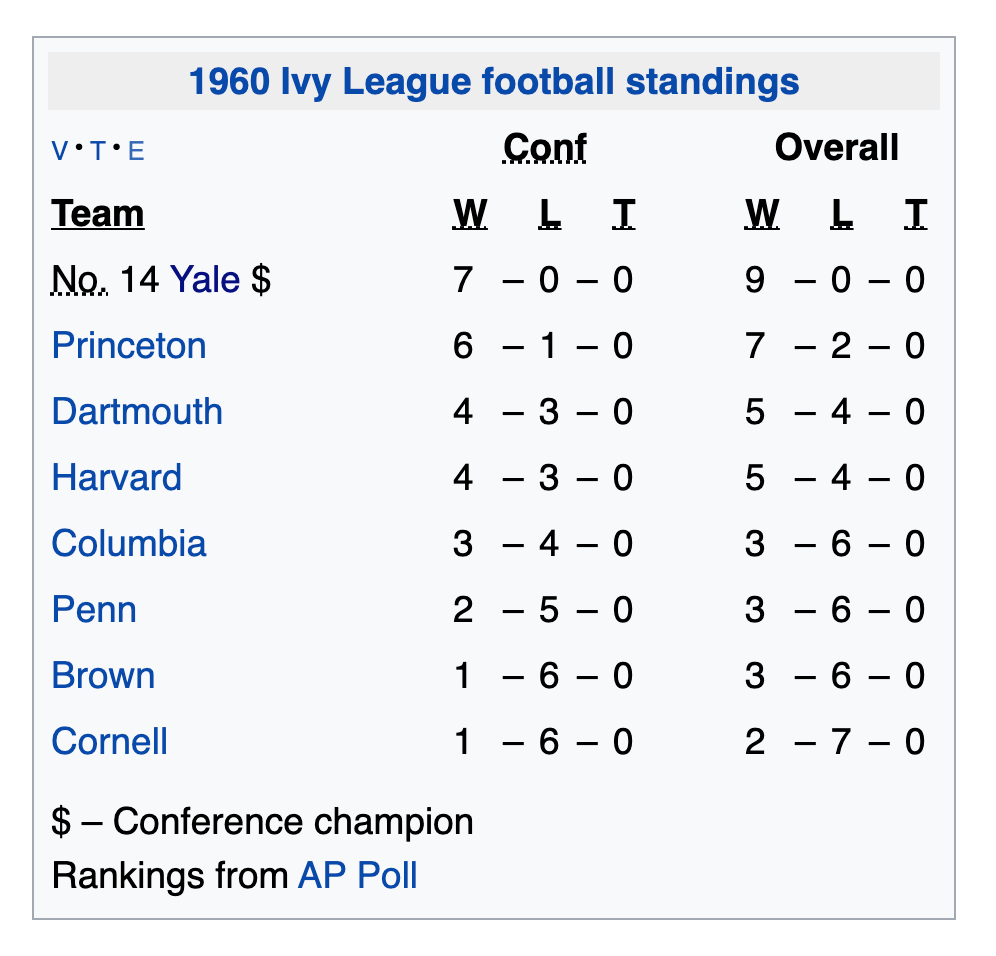 1960 Ivy League football standings
V • T • E Conf Overall
Team W L T W L T
No. 14 Yale $ 7 – 0 – 0 9 – 0 – 0
Princeton 6 – 1 – 0 7 – 2 – 0
Dartmouth 4 – 3 – 0 5 – 4 – 0
Harvard 4 – 3 – 0 5 – 4 – 0
Columbia 3 – 4 – 0 3 – 6 – 0
Penn 2 – 5 – 0 3 – 6 – 0
Brown 1 – 6 – 0 3 – 6 – 0
Cornell 1 – 6 – 0 2 – 7 – 0
$ – Conference champion
Rankings from AP Poll